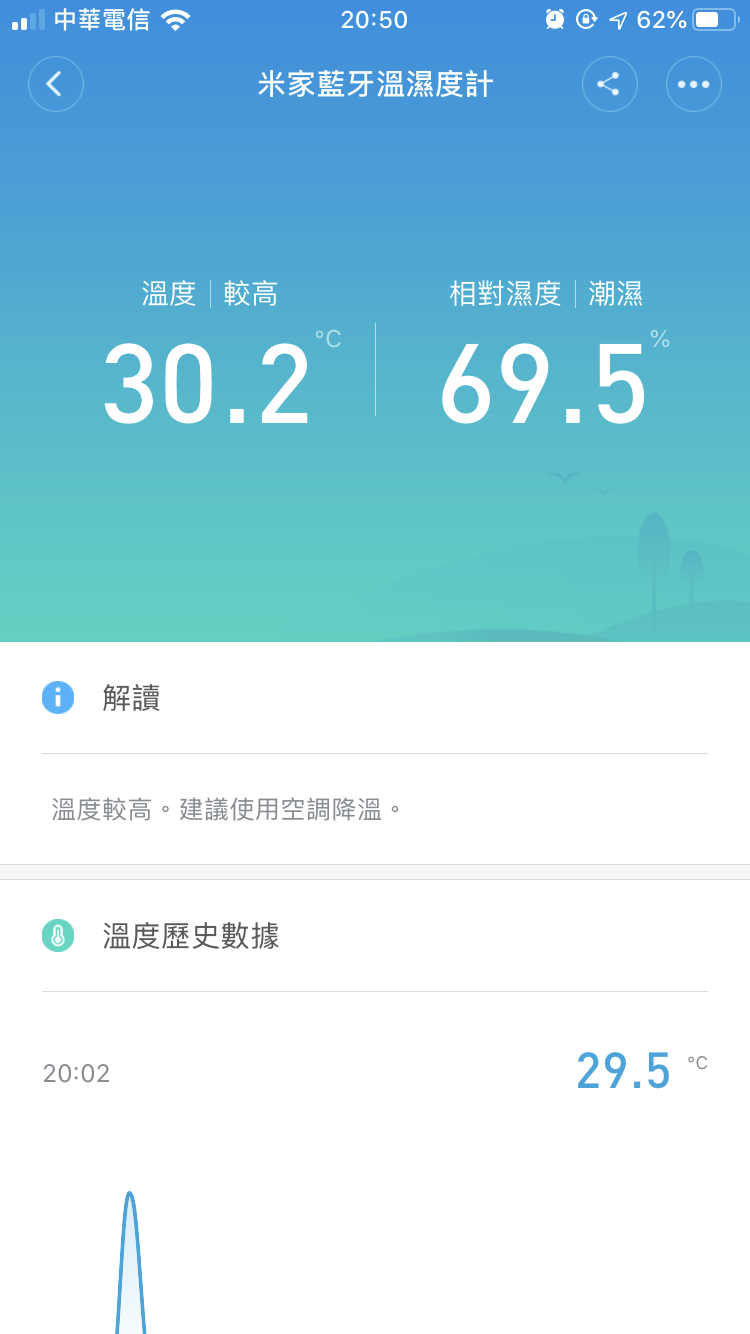 中華電信 20:50 62%
米家藍牙溫濕度計
溫度 | 較高 相對濕度 | 潮濕
30.2 °C 69.5 %
解讀
溫度較高。建議使用空調降溫。
溫度歷史數據
20:02 29.5 °C